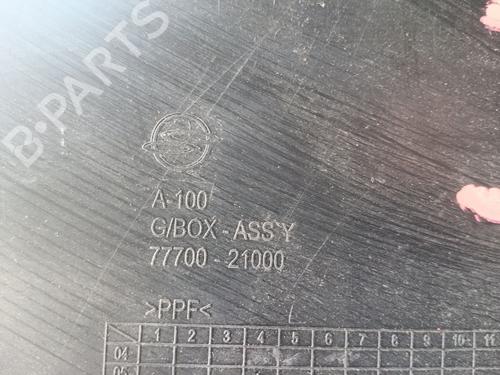 B-PARTS
A-100
G/BOX - ASS'Y
77700 - 21000
>PPF<
1 2 3 4 5 6 7 8 9 10 11
04
05